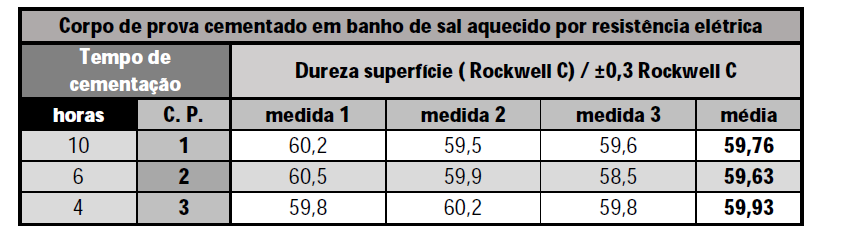 Corpo de prova cementado em banho de sal aquecido por resistência elétrica
Tempo de cementação
Dureza superfície ( Rockwell C) / ±0,3 Rockwell C
horas C. P. medida 1 medida 2 medida 3 média
10 1 60,2 59,5 59,6 59,76
6 2 60,5 59,9 58,5 59,63
4 3 59,8 60,2 59,8 59,93